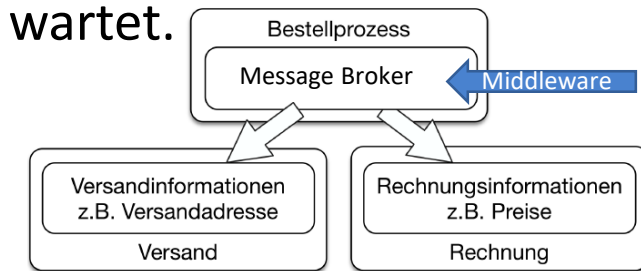 wartet.
Bestellprozess
Message Broker
Middleware
Versandinformationen
z.B. Versandadresse
Versand
Rechnungsinformationen
z.B. Preise
Rechnung